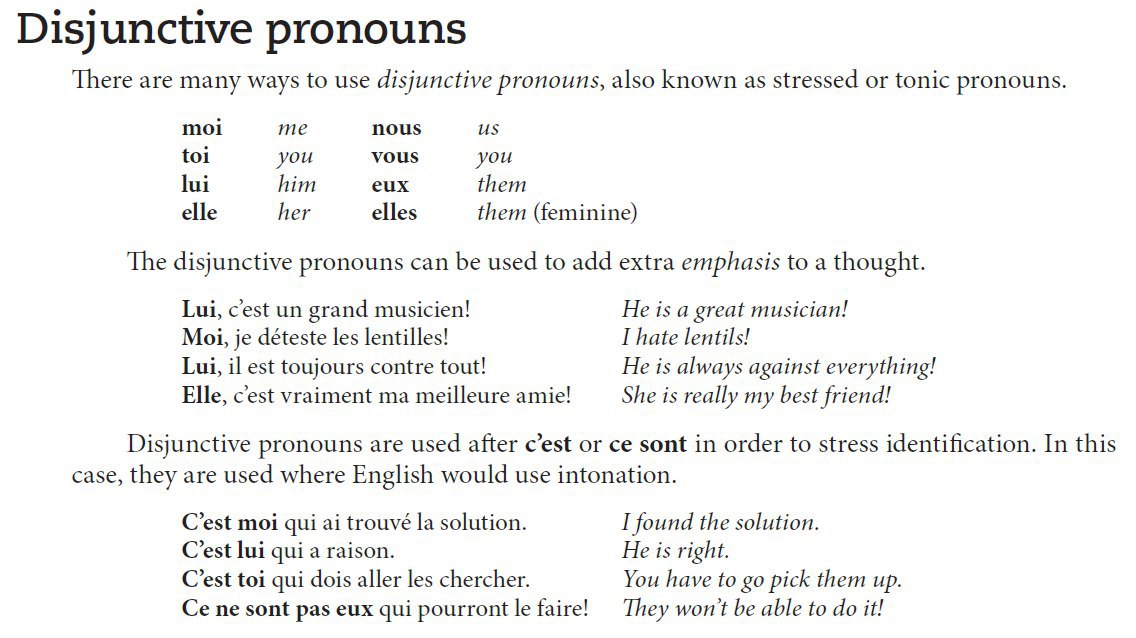 Disjunctive pronouns
There are many ways to use disjunctive pronouns, also known as stressed or tonic pronouns.
moi me nous us
toi you vous you
lui him eux them
elle her elles them (feminine)
The disjunctive pronouns can be used to add extra emphasis to a thought.
Lui, c’est un grand musicien! He is a great musician!
Moi, je déteste les lentilles! I hate lentils!
Lui, il est toujours contre tout! He is always against everything!
Elle, c’est vraiment ma meilleure amie! She is really my best friend!
Disjunctive pronouns are used after c’est or ce sont in order to stress identification. In this
case, they are used where English would use intonation.
C’est moi qui ai trouvé la solution. I found the solution.
C’est lui qui a raison. He is right.
C’est toi qui dois aller les chercher. You have to go pick them up.
Ce ne sont pas eux qui pourront le faire! They won’t be able to do it!